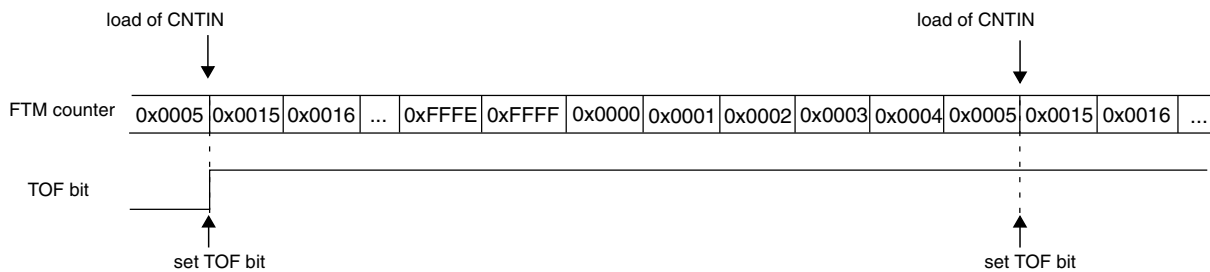 load of CNTIN load of CNTIN
FTM counter 0x0005 0x0015 0x0016 ... 0xFFFE 0xFFFF 0x0000 0x0001 0x0002 0x0003 0x0004 0x0005 0x0015 0x0016 ...
TOF bit
set TOF bit set TOF bit